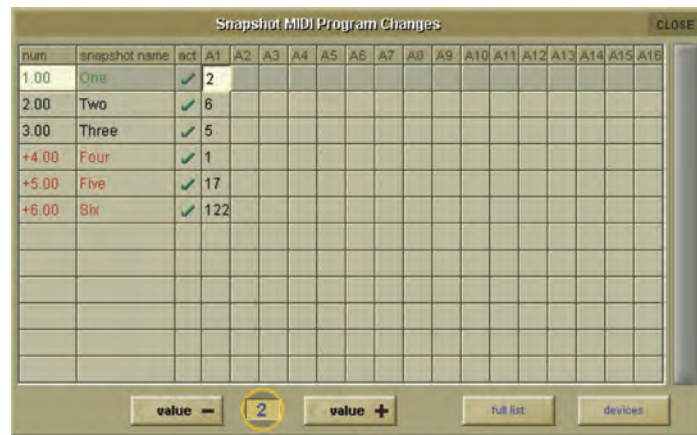 Snapshot MIDI Program Changes CLOSE
num snapshot name act A1 A2 A3 A4 A5 A6 A7 A8 A9 A10 A11 A12 A13 A14 A15 A16
1.00 One 2
2.00 Two 6
3.00 Three 5
+4.00 Four 1
+5.00 Five 17
+6.00 Six 122
value − 2 value + full list devices